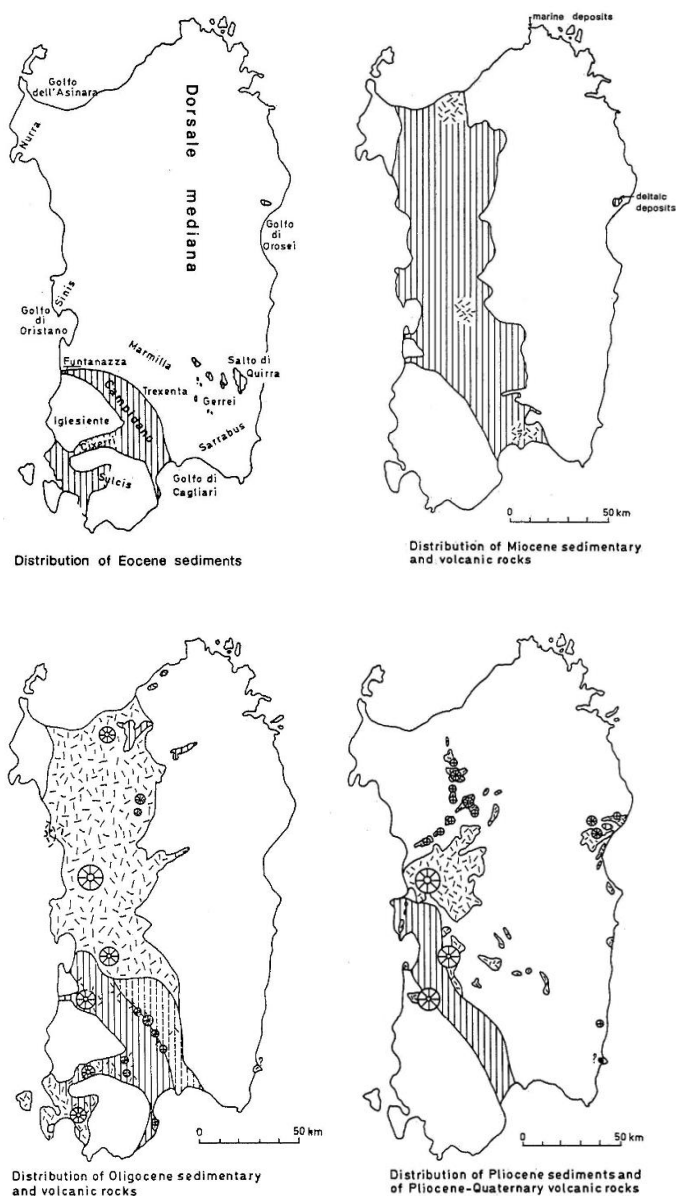 Golfo
dell'Asinara
Nurra
Dorsale mediana
Golfo
di
Orosei
Sinis
Golfo
di
Oristano
Marmilla
Funtanazza
Campidano
Trexenta
Salto di
Quirra
Gerrei
Iglesiente
Cixerri
Sarrabus
Sulcis
Golfo di
Cagliari
Distribution of Eocene sediments
marine deposits
deltaic
deposits
0 50 km
Distribution of Miocene sedimentary
and volcanic rocks
0 50 km
Distribution of Oligocene sedimentary
and volcanic rocks
?
0 50 km
Distribution of Pliocene sediments and
of Pliocene-Quaternary volcanic rocks